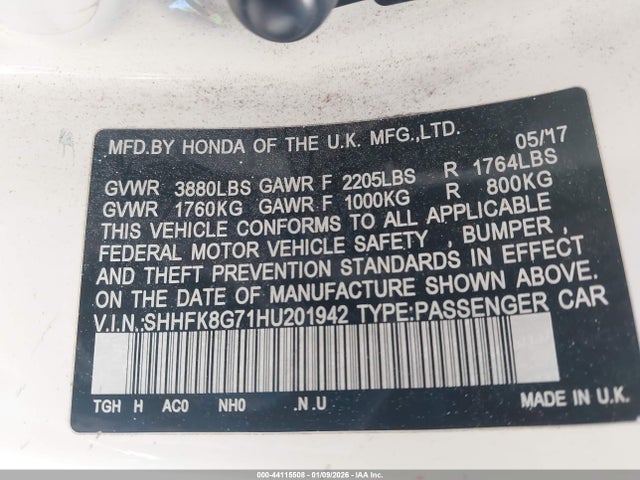 MFD.BY HONDA OF THE U.K. MFG.,LTD. 05/17
GVWR 3880LBS GAWR F 2205LBS R 1764LBS
GVWR 1760KG GAWR F 1000KG R 800KG
THIS VEHICLE CONFORMS TO ALL APPLICABLE
FEDERAL MOTOR VEHICLE SAFETY , BUMPER ,
AND THEFT PREVENTION STANDARDS IN EFFECT
ON THE DATE OF MANUFACTURE SHOWN ABOVE.
V.I.N.:SHHFK8G71HU201942 TYPE:PASSENGER CAR
TGH H AC0 NH0 .N.U MADE IN U.K.
000-44115508 - 01/09/2026 - IAA Inc.